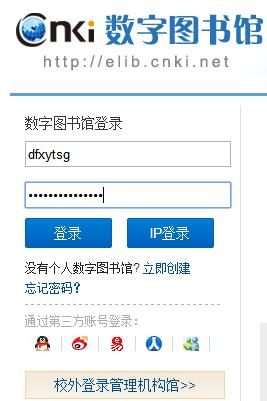 Cnki 数字图书馆
http://elib.cnki.net
数字图书馆登录
dfxytsg
•••••••••••••••
登录 IP登录
没有个人数字图书馆? 立即创建
忘记密码?
通过第三方账号登录:
易 人
校外登录管理机构馆>>